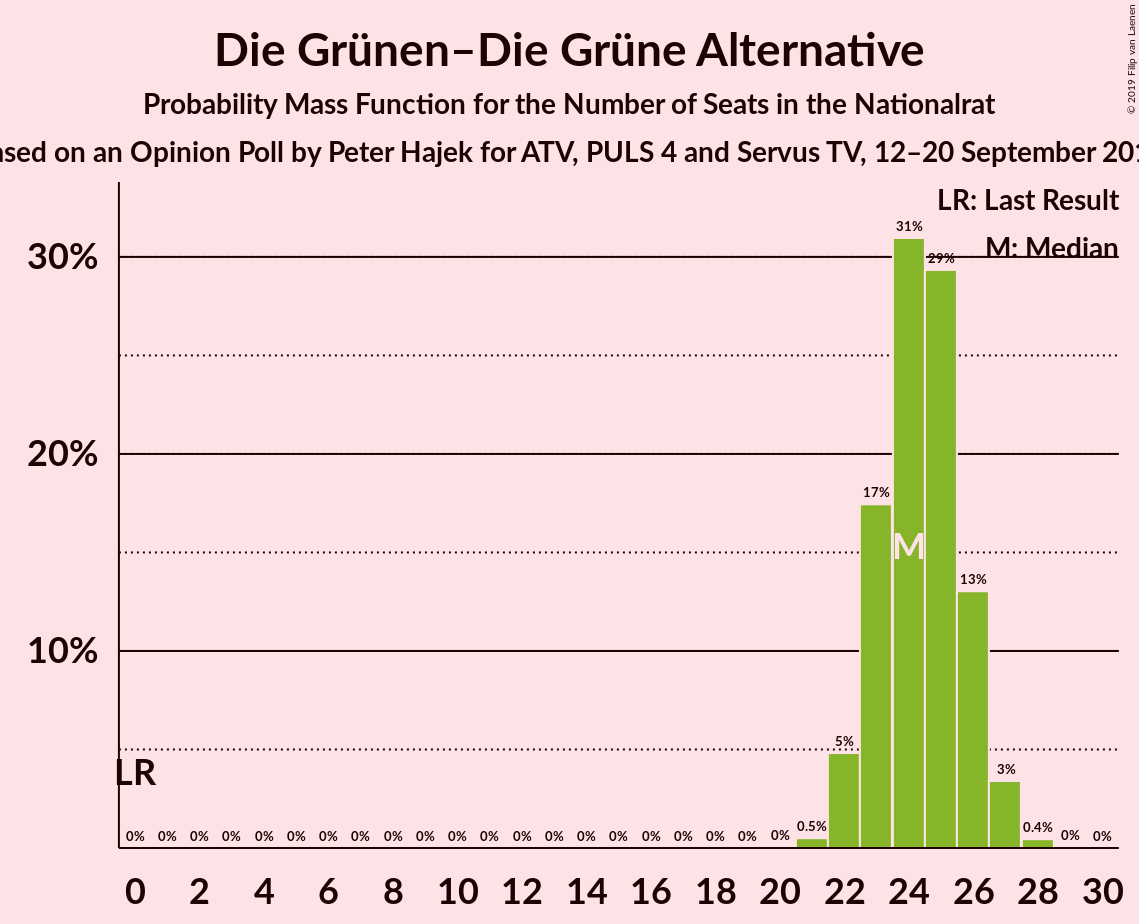 Die Grünen–Die Grüne Alternative
Probability Mass Function for the Number of Seats in the Nationalrat
on an Opinion Poll by Peter Hajek for ATV, PULS 4 and Servus TV, 12–20 September
© 2019 Filip van Laenen
LR: Last Result
M: Median
31%
30%
29%
20%
17%
M
13%
10%
5%
3%
LR
0% 0% 0% 0% 0% 0% 0% 0% 0% 0% 0% 0% 0% 0% 0% 0% 0% 0% 0% 0% 0% 0.5% 0.4% 0% 0%
0 2 4 6 8 10 12 14 16 18 20 22 24 26 28 30